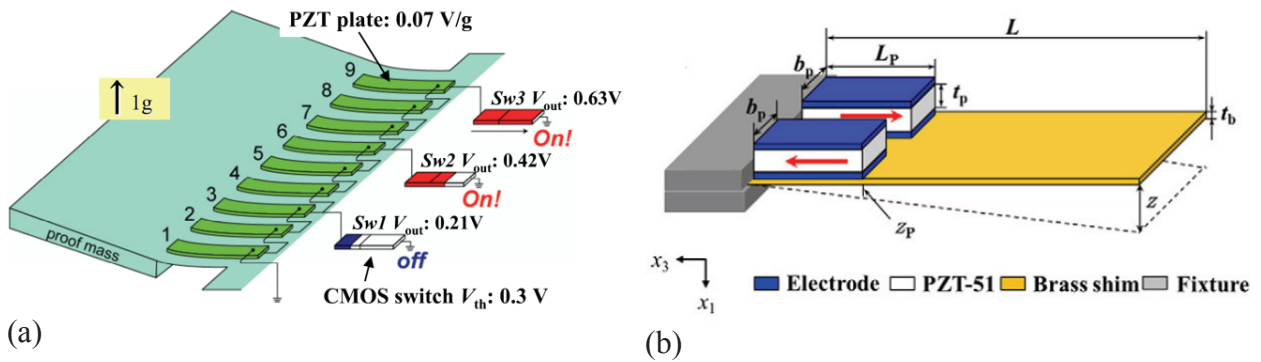 PZT plate: 0.07 V/g
1g
9
8
7
6
5
4
3
2
1
Sw3 Vout: 0.63V
On!
Sw2 Vout: 0.42V
On!
Sw1 Vout: 0.21V
off
proof mass
CMOS switch Vth: 0.3 V
(a)
L
LP
bp
bp
tp
tb
z
zP
x3
x1
Electrode PZT-51 Brass shim Fixture
(b)